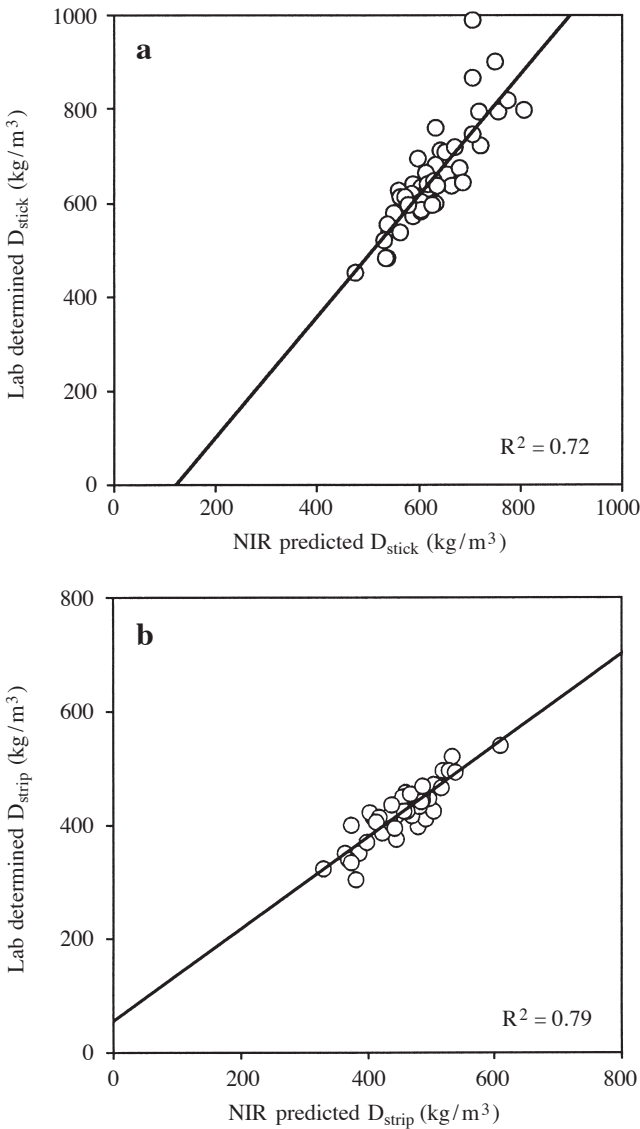 a
1000
800
600
400
200
0
Lab determined D_stick (kg/m³)
R² = 0.72
0 200 400 600 800 1000
NIR predicted D_stick (kg/m³)
b
800
600
400
200
0
Lab determined D_strip (kg/m³)
R² = 0.79
0 200 400 600 800
NIR predicted D_strip (kg/m³)